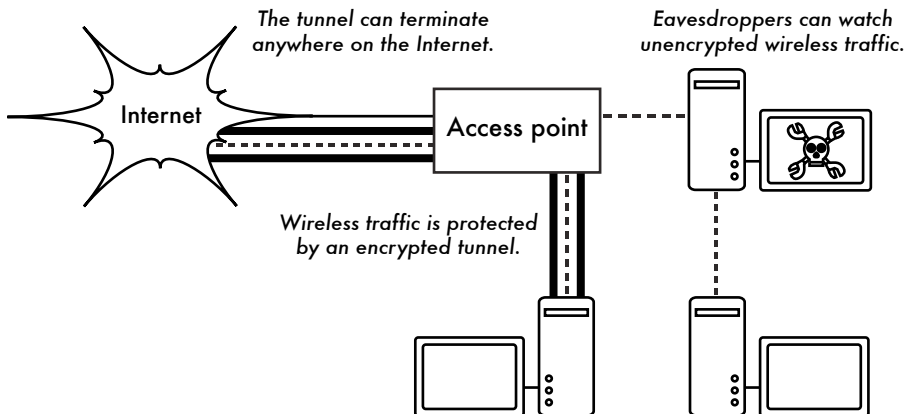 The tunnel can terminate
anywhere on the Internet.
Eavesdroppers can watch
unencrypted wireless traffic.
Internet
Access point
Wireless traffic is protected
by an encrypted tunnel.